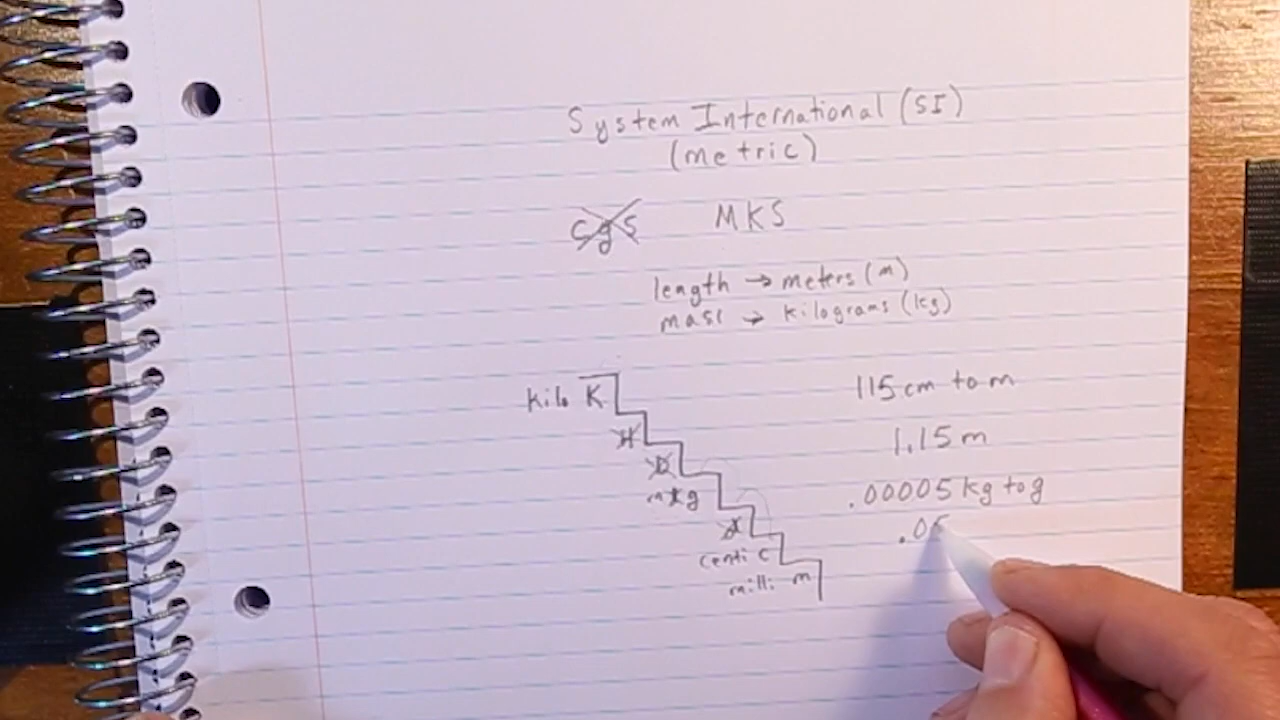 System International (SI)
(metric)
cgs MKS
length → meters (m)
mass → kilograms (kg)
kilo K
H
D
m g
d
centi c
milli m
115 cm to m
1.15 m
.00005 kg to g
.05